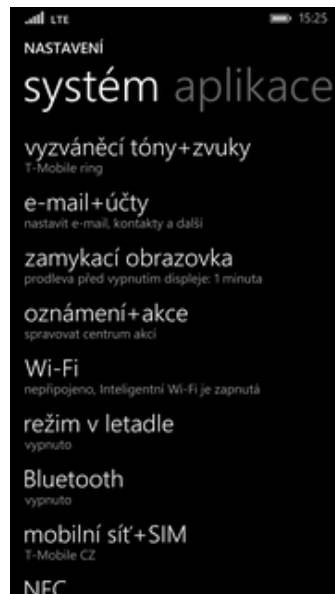 LTE 15:25
NASTAVENÍ
systém aplikace
vyzváněcí tóny+zvuky
T-Mobile ring
e-mail+účty
nastavit e-mail, kontakty a další
zamykací obrazovka
prodleva před vypnutím displeje: 1 minuta
oznámení+akce
spravovat centrum akcí
Wi-Fi
nepřipojeno, Inteligentní Wi-Fi je zapnutá
režim v letadle
vypnuto
Bluetooth
vypnuto
mobilní síť+SIM
T-Mobile CZ
NFC